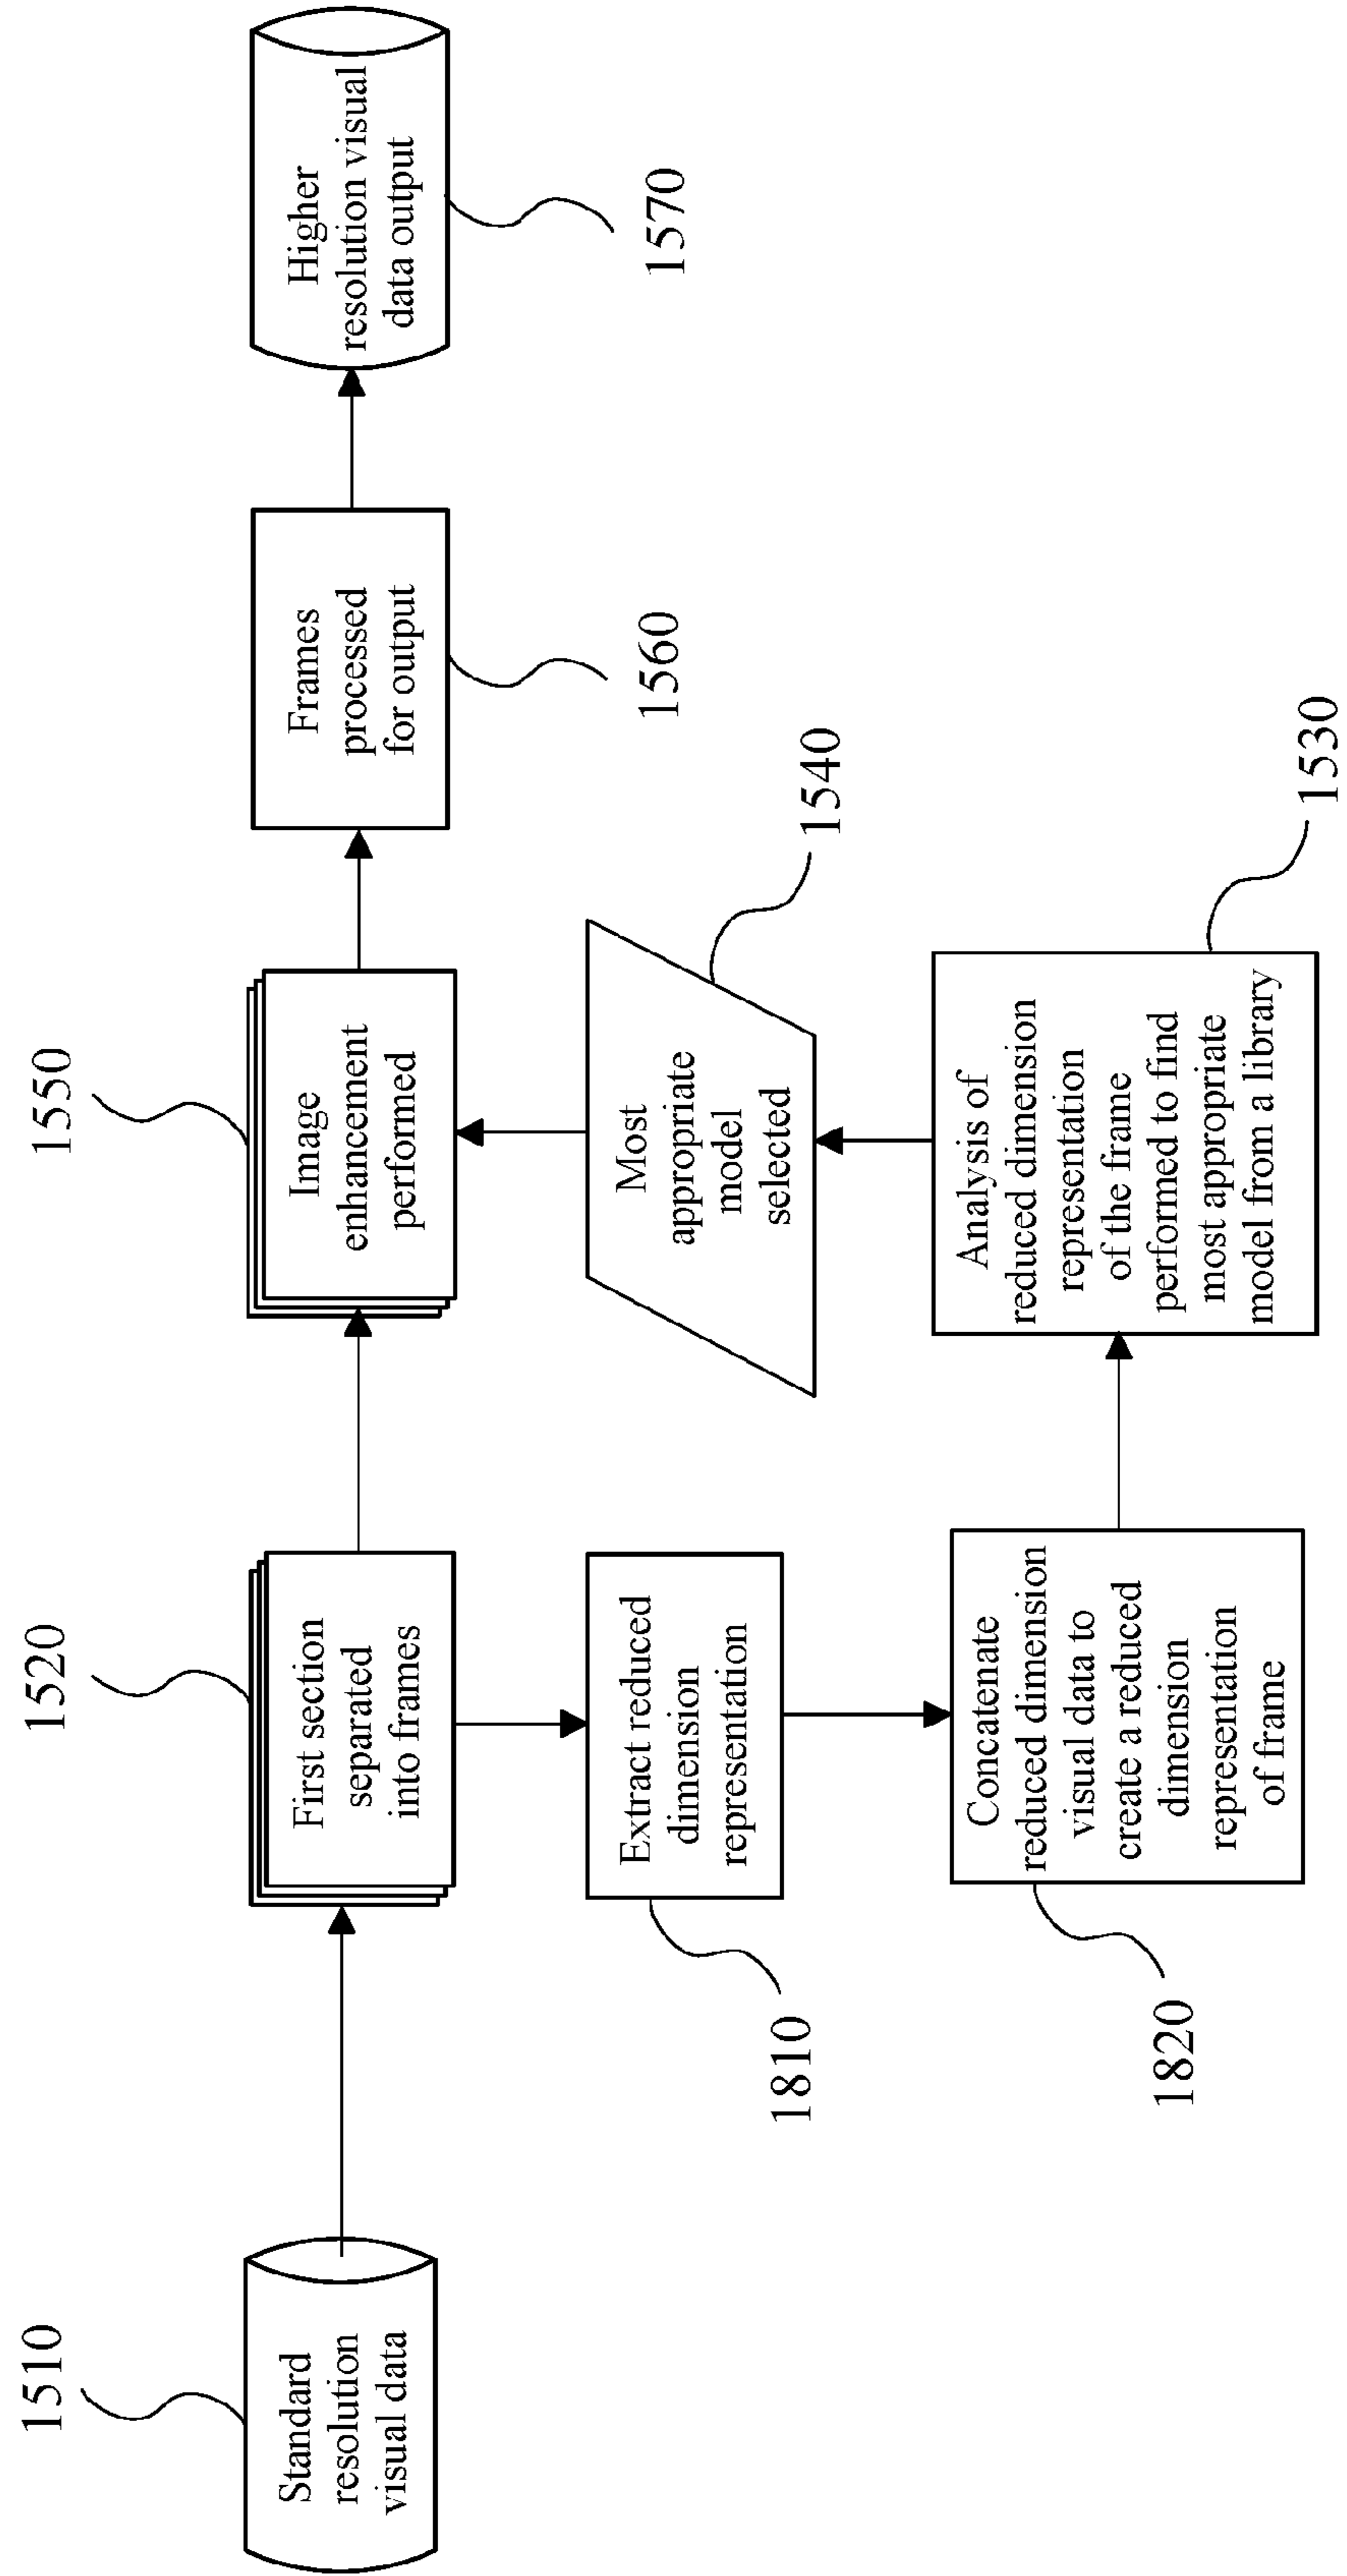 1510
Standard
resolution
visual data
1520
First section
separated
into frames
1550
Image
enhancement
performed
Frames
processed
for output
1560
Higher
resolution visual
data output
1570
Extract reduced
dimension
representation
1810
Most
appropriate
model
selected
1540
Concatenate
reduced dimension
visual data to
create a reduced
dimension
representation
of frame
1820
Analysis of
reduced dimension
representation
of the frame
performed to find
most appropriate
model from a library
1530